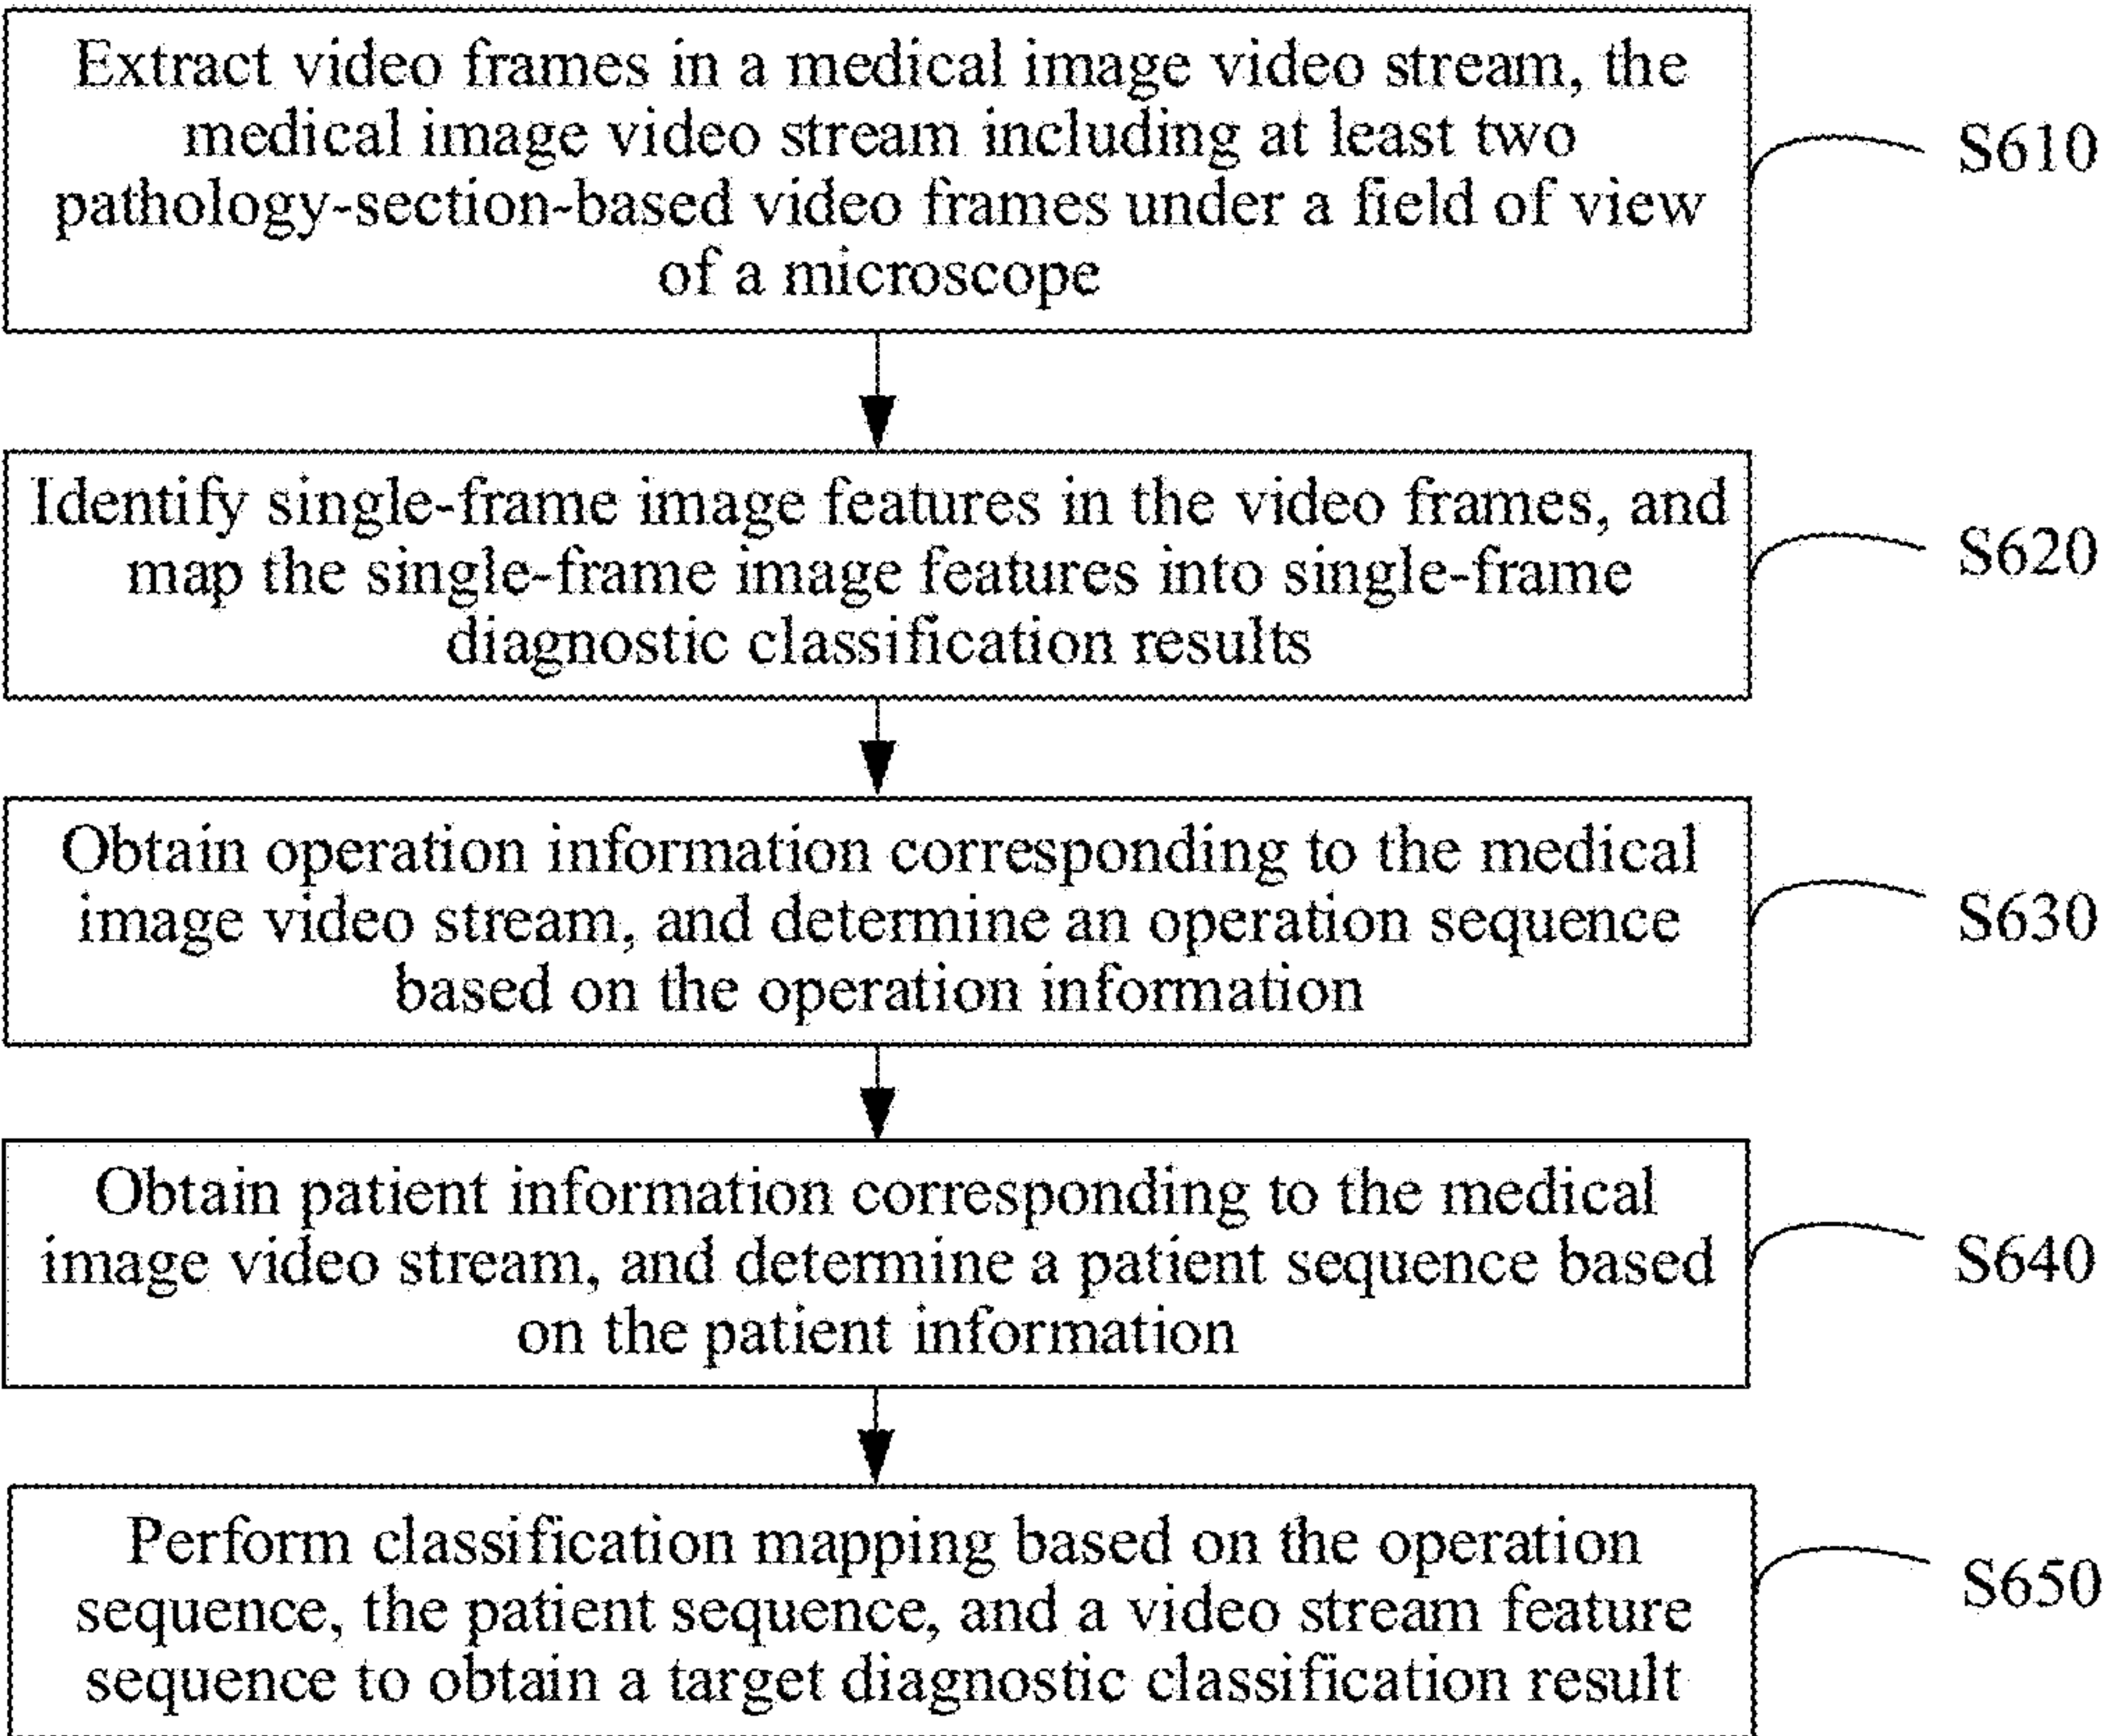 Extract video frames in a medical image video stream, the
medical image video stream including at least two
pathology-section-based video frames under a field of view
of a microscope
S610
Identify single-frame image features in the video frames, and
map the single-frame image features into single-frame
diagnostic classification results
S620
Obtain operation information corresponding to the medical
image video stream, and determine an operation sequence
based on the operation information
S630
Obtain patient information corresponding to the medical
image video stream, and determine a patient sequence based
on the patient information
S640
Perform classification mapping based on the operation
sequence, the patient sequence, and a video stream feature
sequence to obtain a target diagnostic classification result
S650